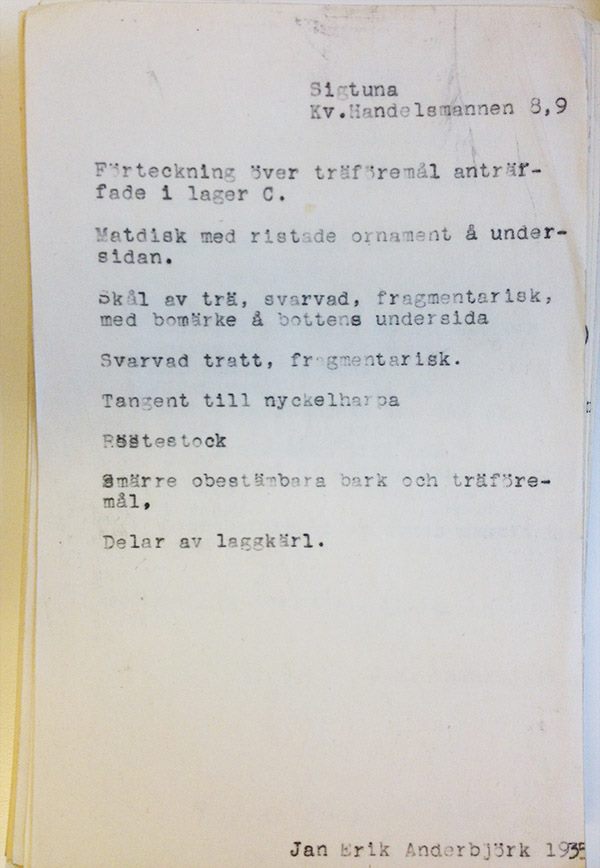 Sigtuna
Kv.Handelsmannen 8,9
Förteckning över träföremål anträf-
fade i lager C.
Matdisk med ristade ornament å under-
sidan.
Skål av trä, svarvad, fragmentarisk,
med bomärke å bottens undersida
Svarvad tratt, fragmentarisk.
Tangent till nyckelharpa
Smärre obestämbara bark och träföre-
mål,
Delar av laggkärl.
Jan Erik Anderbjörk 1935